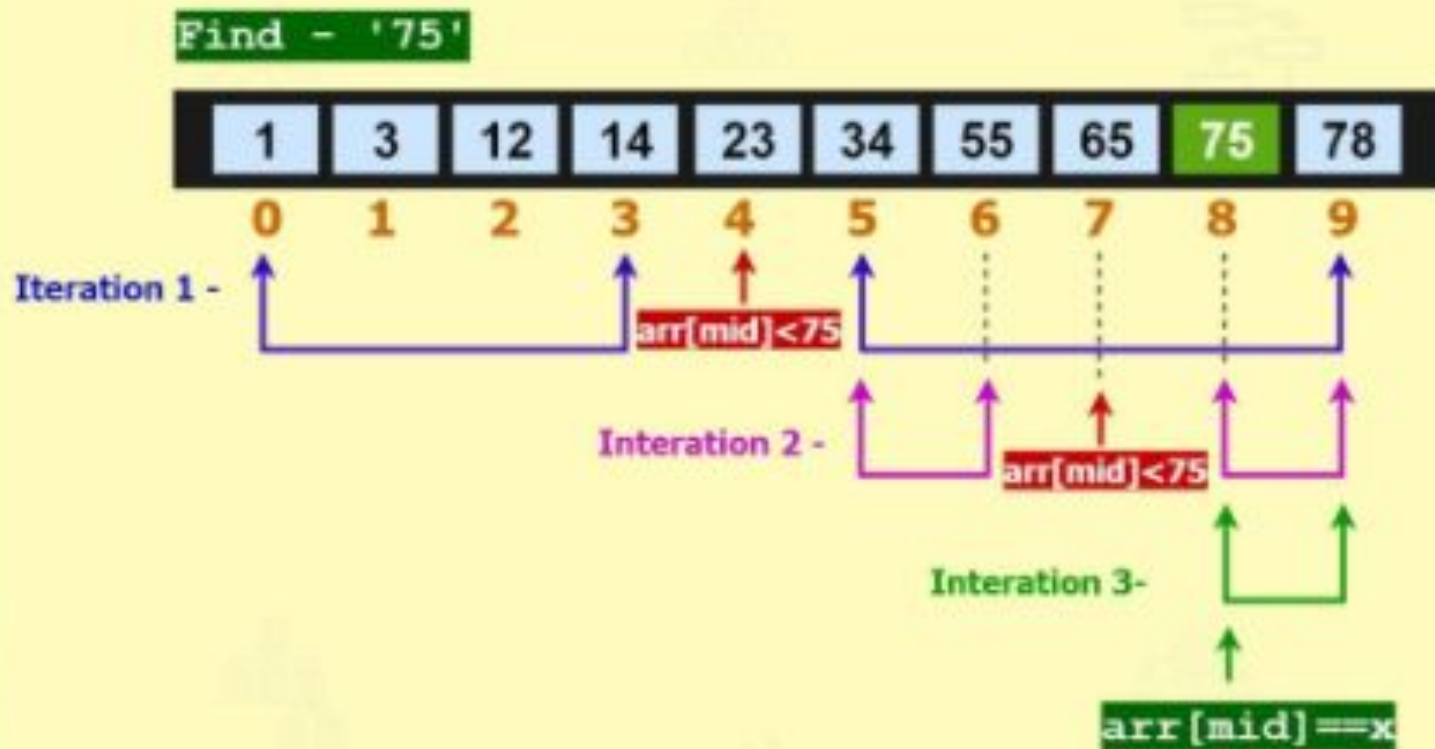 Find - '75'
1 3 12 14 23 34 55 65 75 78
0 1 2 3 4 5 6 7 8 9
Iteration 1 -
arr[mid]<75
Interation 2 -
arr[mid]<75
Interation 3-
arr[mid]==x